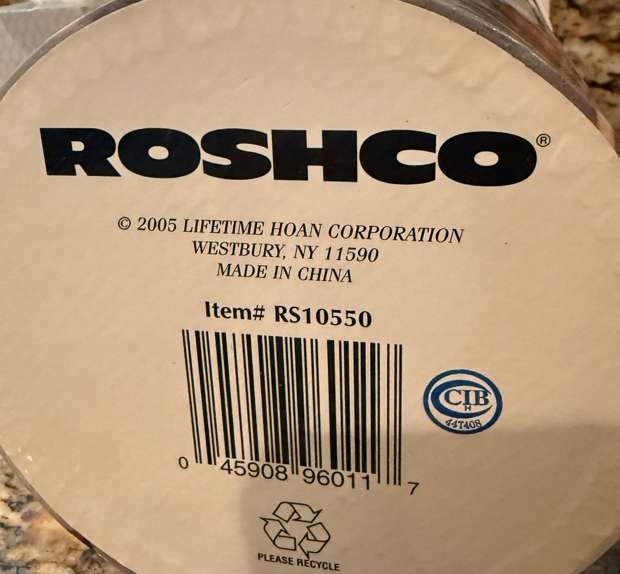 ROSHCO®
© 2005 LIFETIME HOAN CORPORATION
WESTBURY, NY 11590
MADE IN CHINA
Item# RS10550
CIB
H
44T408
0 45908 96011 7
PLEASE RECYCLE